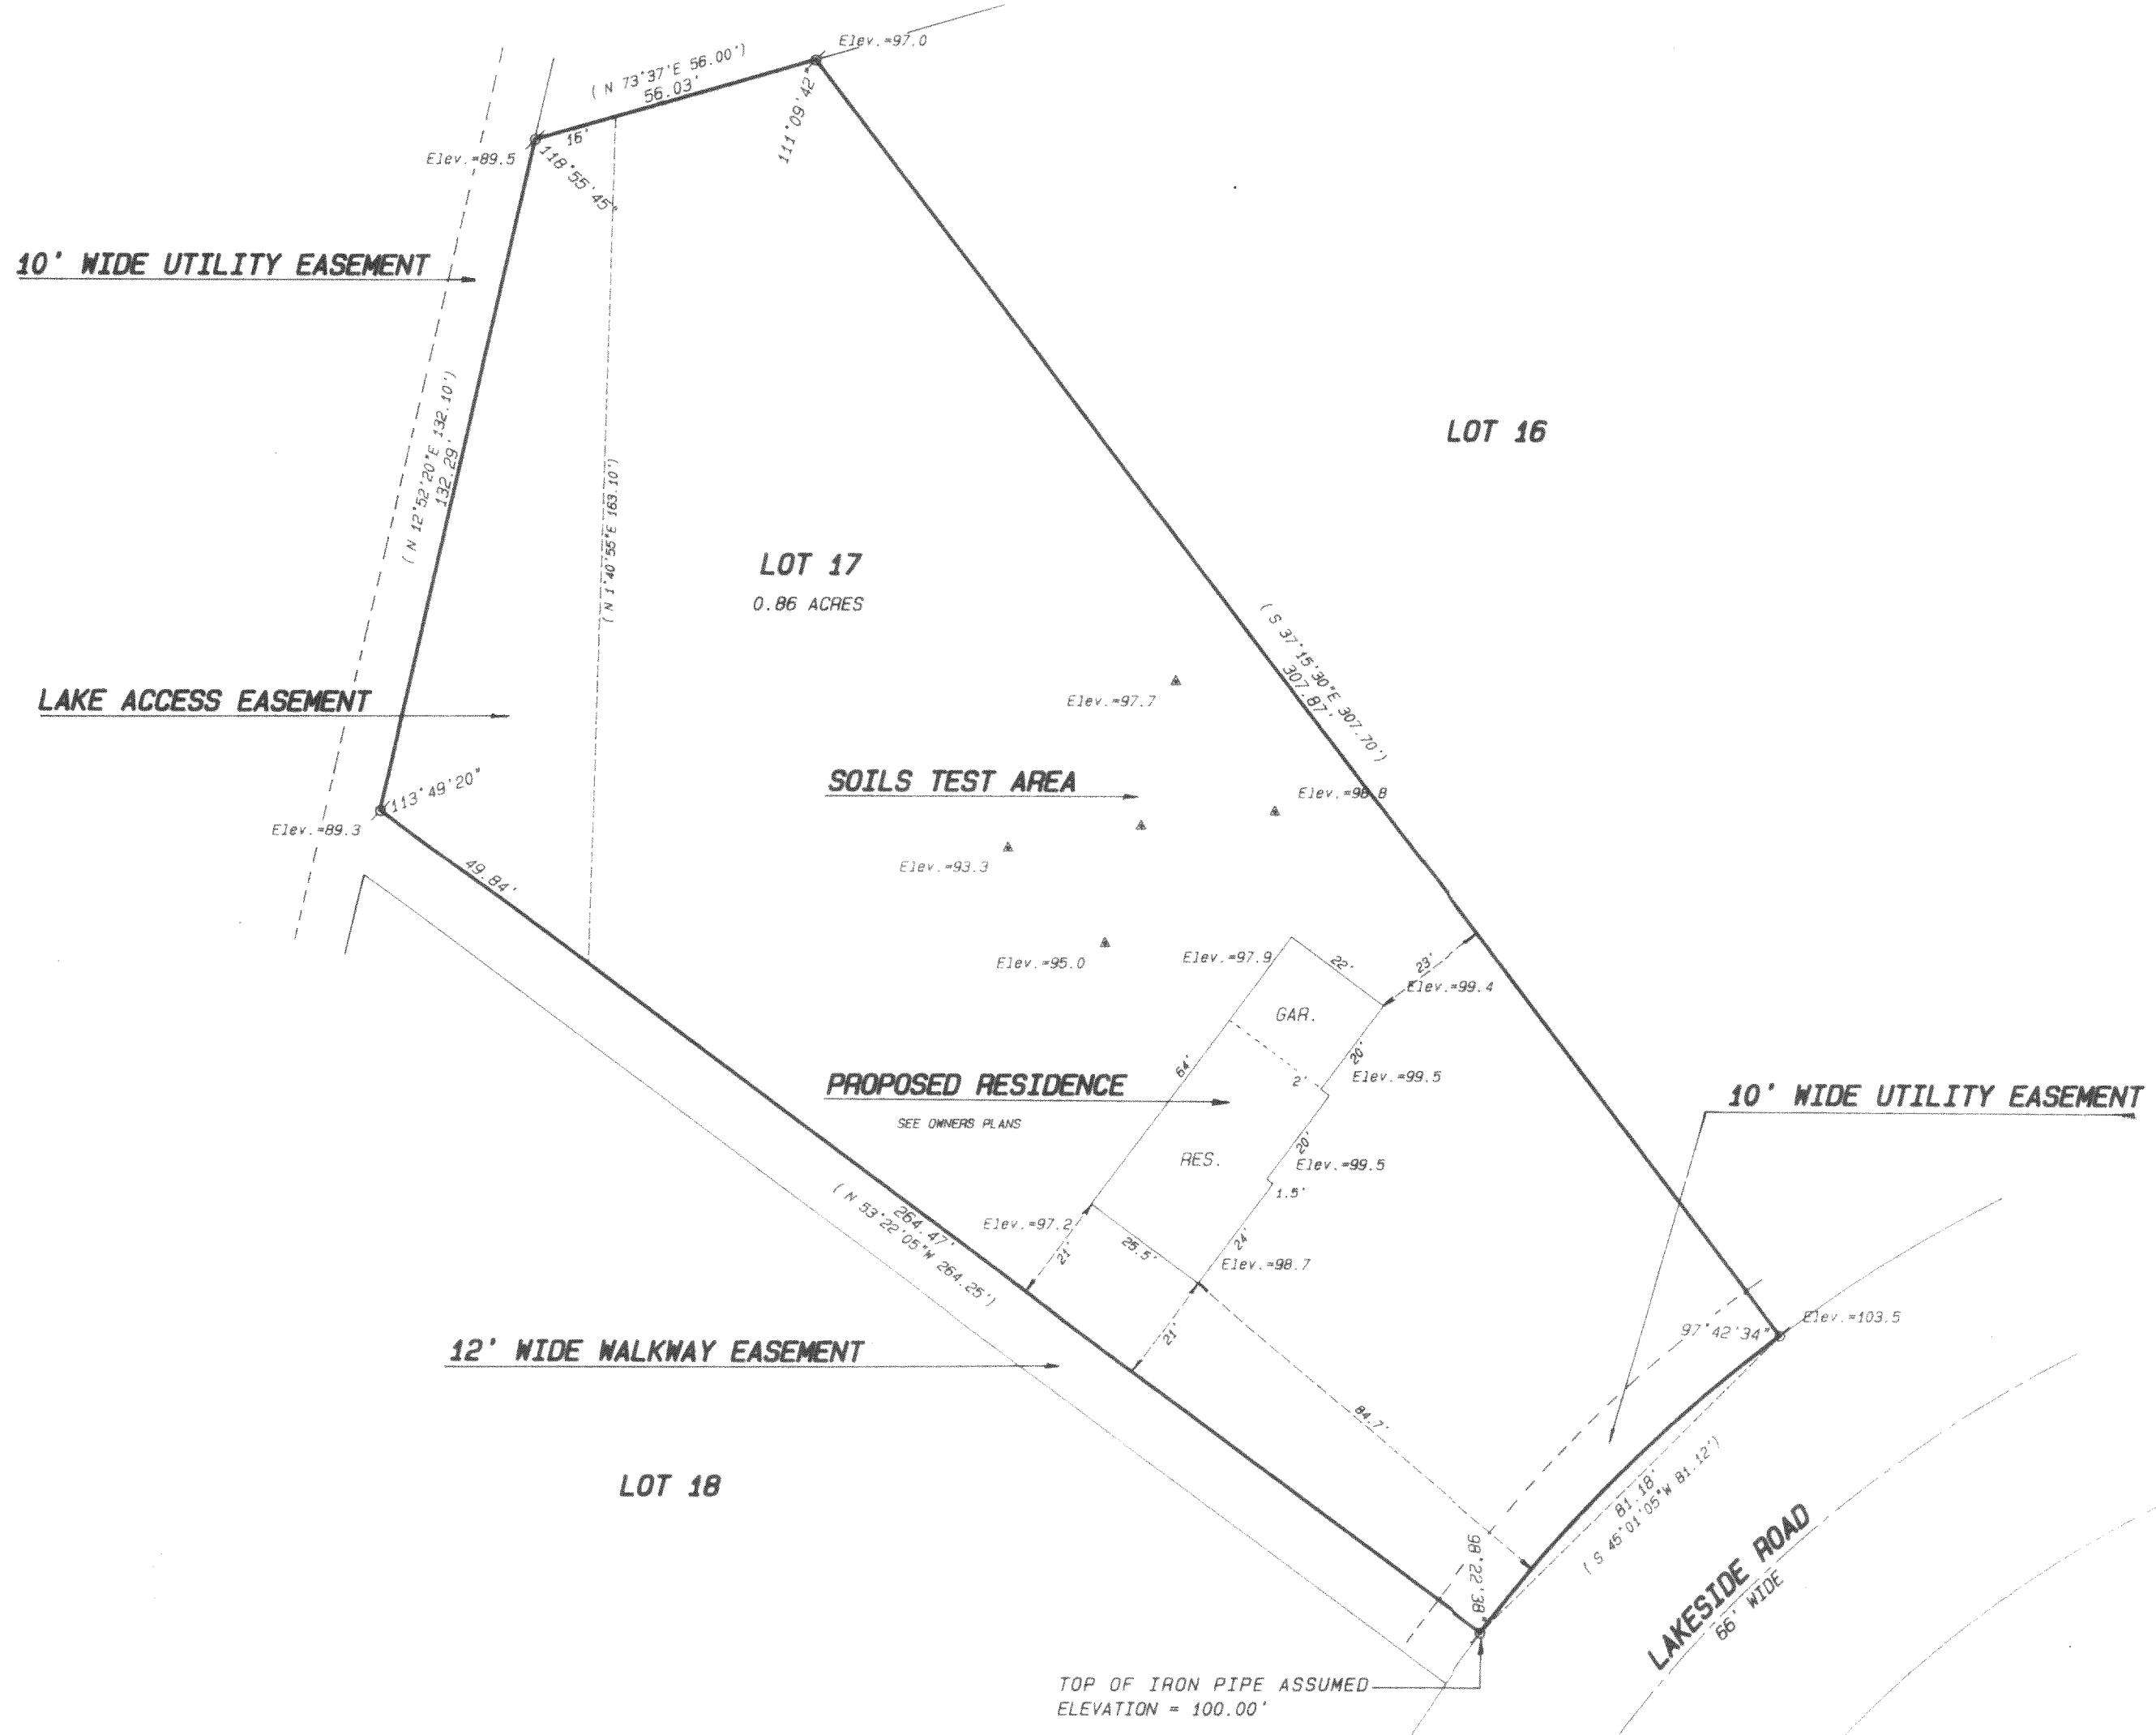 Elev.=97.0
( N 73°37'E 56.00')
56.03'
16'
111°09'42"
Elev.=89.5
118°55'45"
10' WIDE UTILITY EASEMENT
( N 12°52'20"E 132.10')
132.29'
( N 1°40'55"E 163.10')
LOT 16
LOT 17
0.86 ACRES
( S 37°15'30"E 307.70')
307.87'
LAKE ACCESS EASEMENT
Elev.=97.7
SOILS TEST AREA
Elev.=98.8
113°49'20"
Elev.=89.3
Elev.=93.3
49.84'
Elev.=95.0
Elev.=97.9
22'
23'
Elev.=99.4
GAR.
20'
64'
2'
Elev.=99.5
PROPOSED RESIDENCE
SEE OWNERS PLANS
10' WIDE UTILITY EASEMENT
RES.
20'
Elev.=99.5
1.5'
264.47'
( N 53°22'05"W 264.25')
Elev.=97.2
21'
25.5'
24'
Elev.=98.7
21'
97°42'34"
Elev.=103.5
12' WIDE WALKWAY EASEMENT
84.7'
81.18'
( S 45°01'05"W 81.12')
LOT 18
98°22'38"
LAKESIDE ROAD
66' WIDE
TOP OF IRON PIPE ASSUMED
ELEVATION = 100.00'